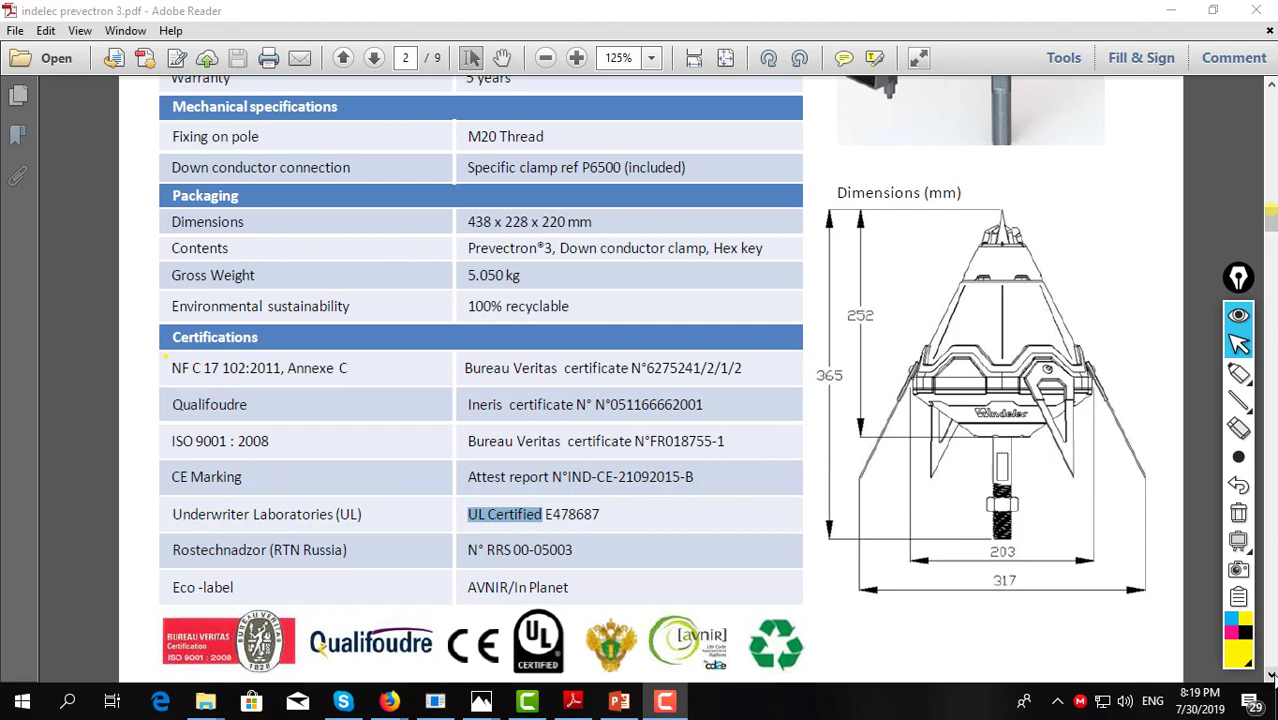 indelec prevectron 3.pdf - Adobe Reader
File Edit View Window Help
Open 2 / 9 125% Tools Fill & Sign Comment
Warranty 5 years
Mechanical specifications
Fixing on pole M20 Thread
Down conductor connection Specific clamp ref P6500 (included)
Packaging
Dimensions 438 x 228 x 220 mm
Contents Prevectron®3, Down conductor clamp, Hex key
Gross Weight 5.050 kg
Environmental sustainability 100% recyclable
Certifications
NF C 17 102:2011, Annexe C Bureau Veritas certificate N°6275241/2/1/2
Qualifoudre Ineris certificate N° N°051166662001
ISO 9001 : 2008 Bureau Veritas certificate N°FR018755-1
CE Marking Attest report N°IND-CE-21092015-B
Underwriter Laboratories (UL) UL Certified E478687
Rostechnadzor (RTN Russia) N° RRS 00-05003
Eco -label AVNIR/In Planet
BUREAU VERITAS
Certification
ISO 9001 : 2008
1828
Qualifoudre
CE
UL
CERTIFIED
[avnir]
Life Cycle
Assessment
Platform
by cd2e
Dimensions (mm)
252
365
Indelec
203
317
ENG
8:19 PM
7/30/2019
29